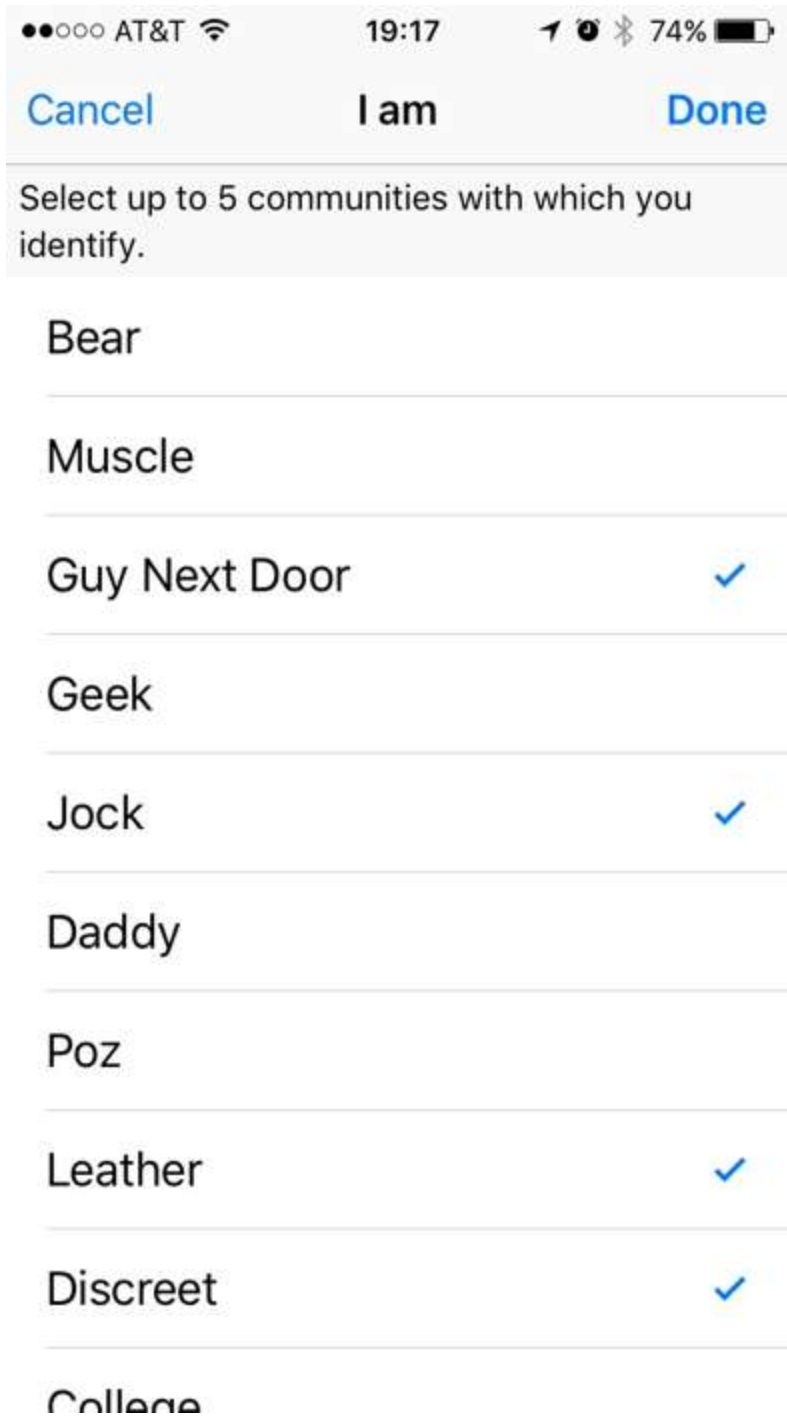 AT&T 19:17 74%
Cancel I am Done
Select up to 5 communities with which you
identify.
Bear
Muscle
Guy Next Door
Geek
Jock
Daddy
Poz
Leather
Discreet
College